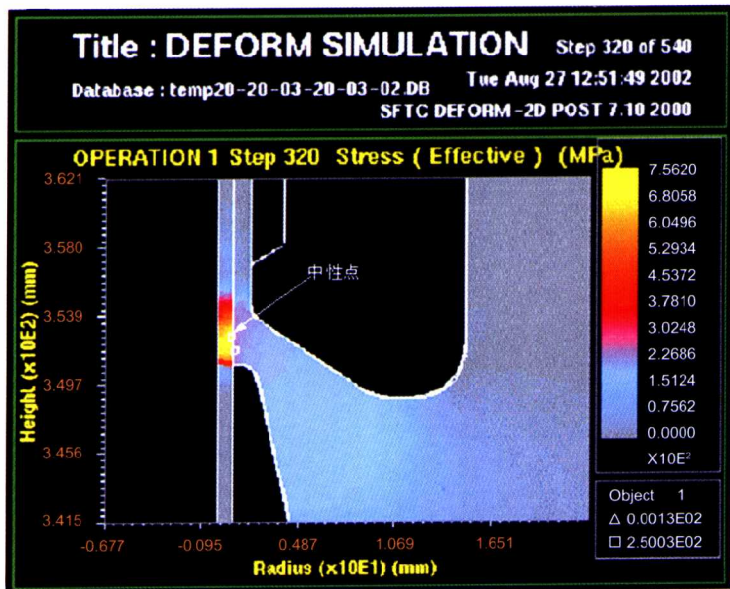 Title : DEFORM SIMULATION Step 320 of 540
Database : temp20-20-03-20-03-02.DB Tue Aug 27 12:51:49 2002
SFTC DEFORM -2D POST 7.10 2000
OPERATION 1 Step 320 Stress ( Effective ) (MPa)
7.5620
6.8058
6.0496
5.2934
4.5372
3.7810
3.0248
2.2686
1.5124
0.7562
0.0000
X10E²
Height (x10E2) (mm)
3.621
3.580
3.539
3.497
3.456
3.415
中性点
-0.677
-0.095
0.487
1.069
1.651
Radius (x10E1) (mm)
Object 1
△ 0.0013E02
□ 2.5003E02